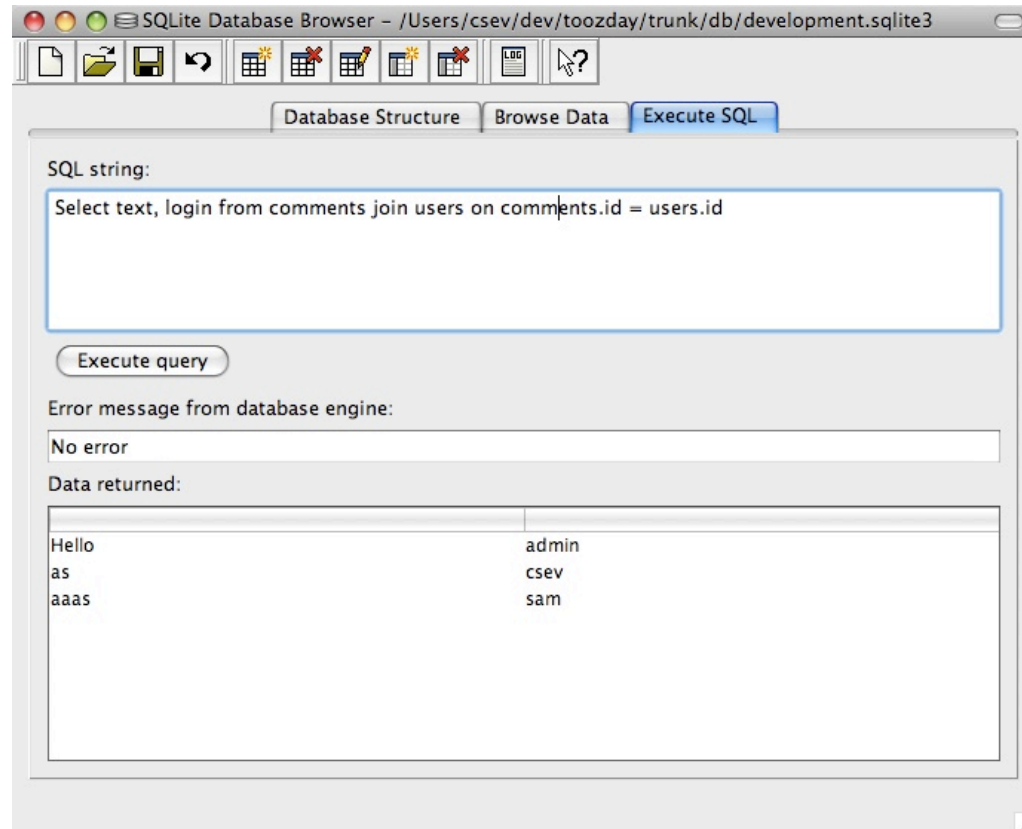 SQLite Database Browser – /Users/csev/dev/toozday/trunk/db/development.sqlite3
LOG
?
Database Structure Browse Data Execute SQL
SQL string:
Select text, login from comments join users on comments.id = users.id
Execute query
Error message from database engine:
No error
Data returned:
Hello admin
as csev
aaas sam